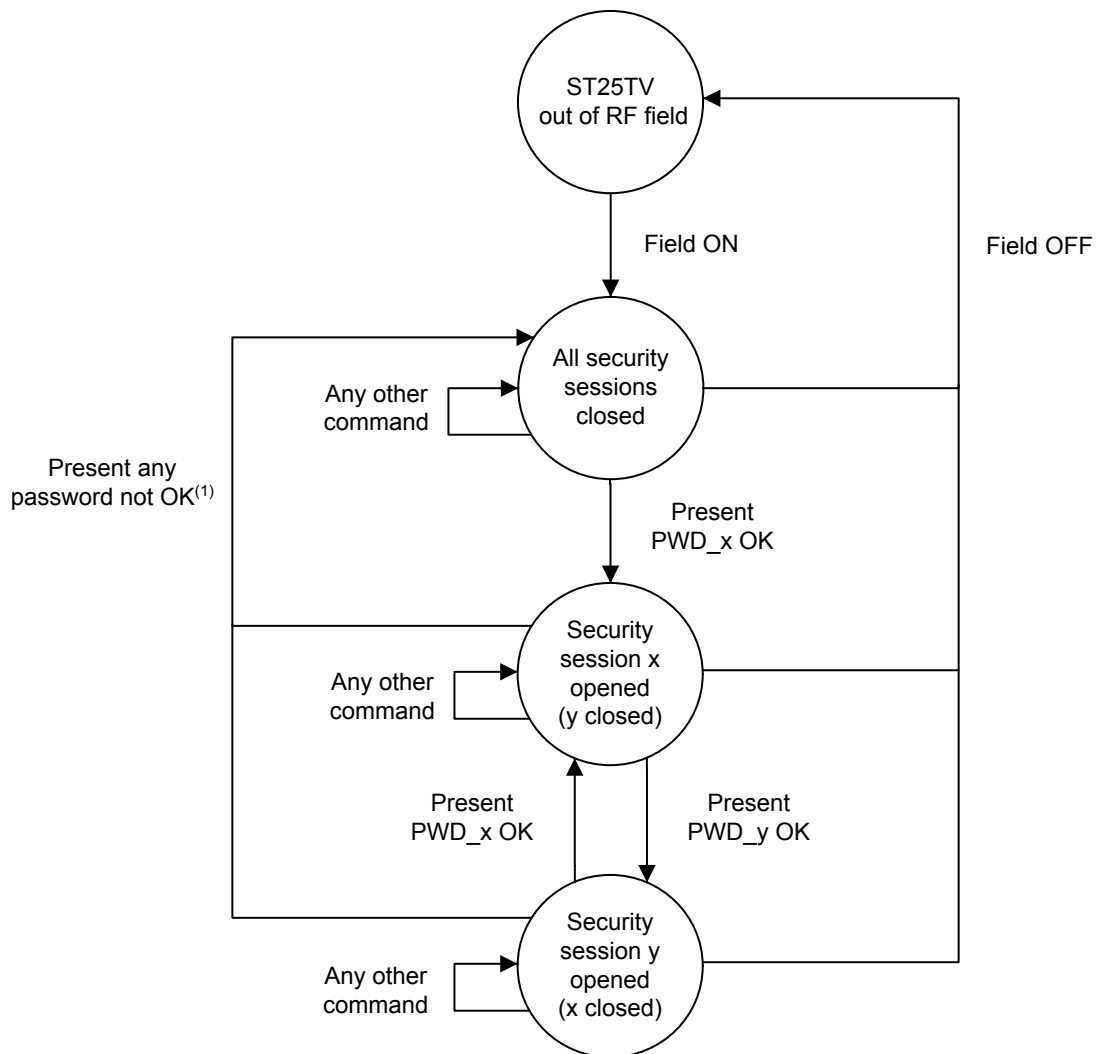 ST25TV
out of RF field
Field ON
Field OFF
All security
sessions
closed
Any other
command
Present any
password not OK(1)
Present
PWD_x OK
Security
session x
opened
(y closed)
Any other
command
Present
PWD_x OK
Present
PWD_y OK
Security
session y
opened
(x closed)
Any other
command